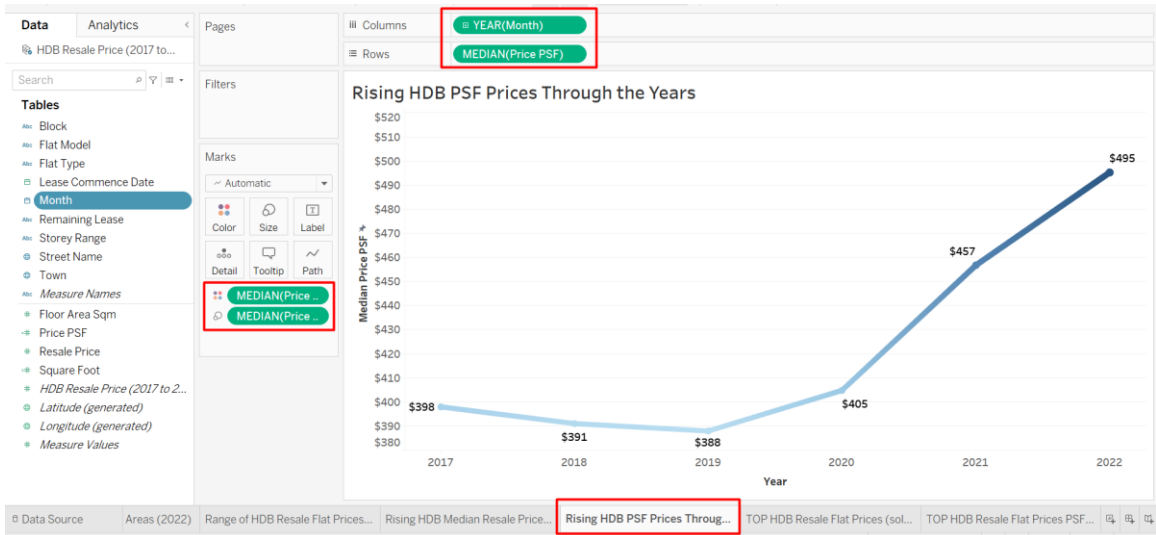 Data
Analytics
HDB Resale Price (2017 to...
Search
Tables
Abc Block
Abc Flat Model
Abc Flat Type
Lease Commence Date
Month
Abc Remaining Lease
Abc Storey Range
Street Name
Town
Abc Measure Names
# Floor Area Sqm
=# Price PSF
# Resale Price
=# Square Foot
# HDB Resale Price (2017 to 2...
Latitude (generated)
Longitude (generated)
# Measure Values
Pages
Filters
Marks
Automatic
Color Size Label
Detail Tooltip Path
MEDIAN(Price ..
MEDIAN(Price ..
Columns
YEAR(Month)
Rows
MEDIAN(Price PSF)
Rising HDB PSF Prices Through the Years
Median Price PSF
$520
$510
$500
$490
$480
$470
$460
$450
$440
$430
$420
$410
$400
$390
$380
$398
$391
$388
$405
$457
$495
2017 2018 2019 2020 2021 2022
Year
Data Source Areas (2022) Range of HDB Resale Flat Prices... Rising HDB Median Resale Price... Rising HDB PSF Prices Throug... TOP HDB Resale Flat Prices (sol... TOP HDB Resale Flat Prices PSF...